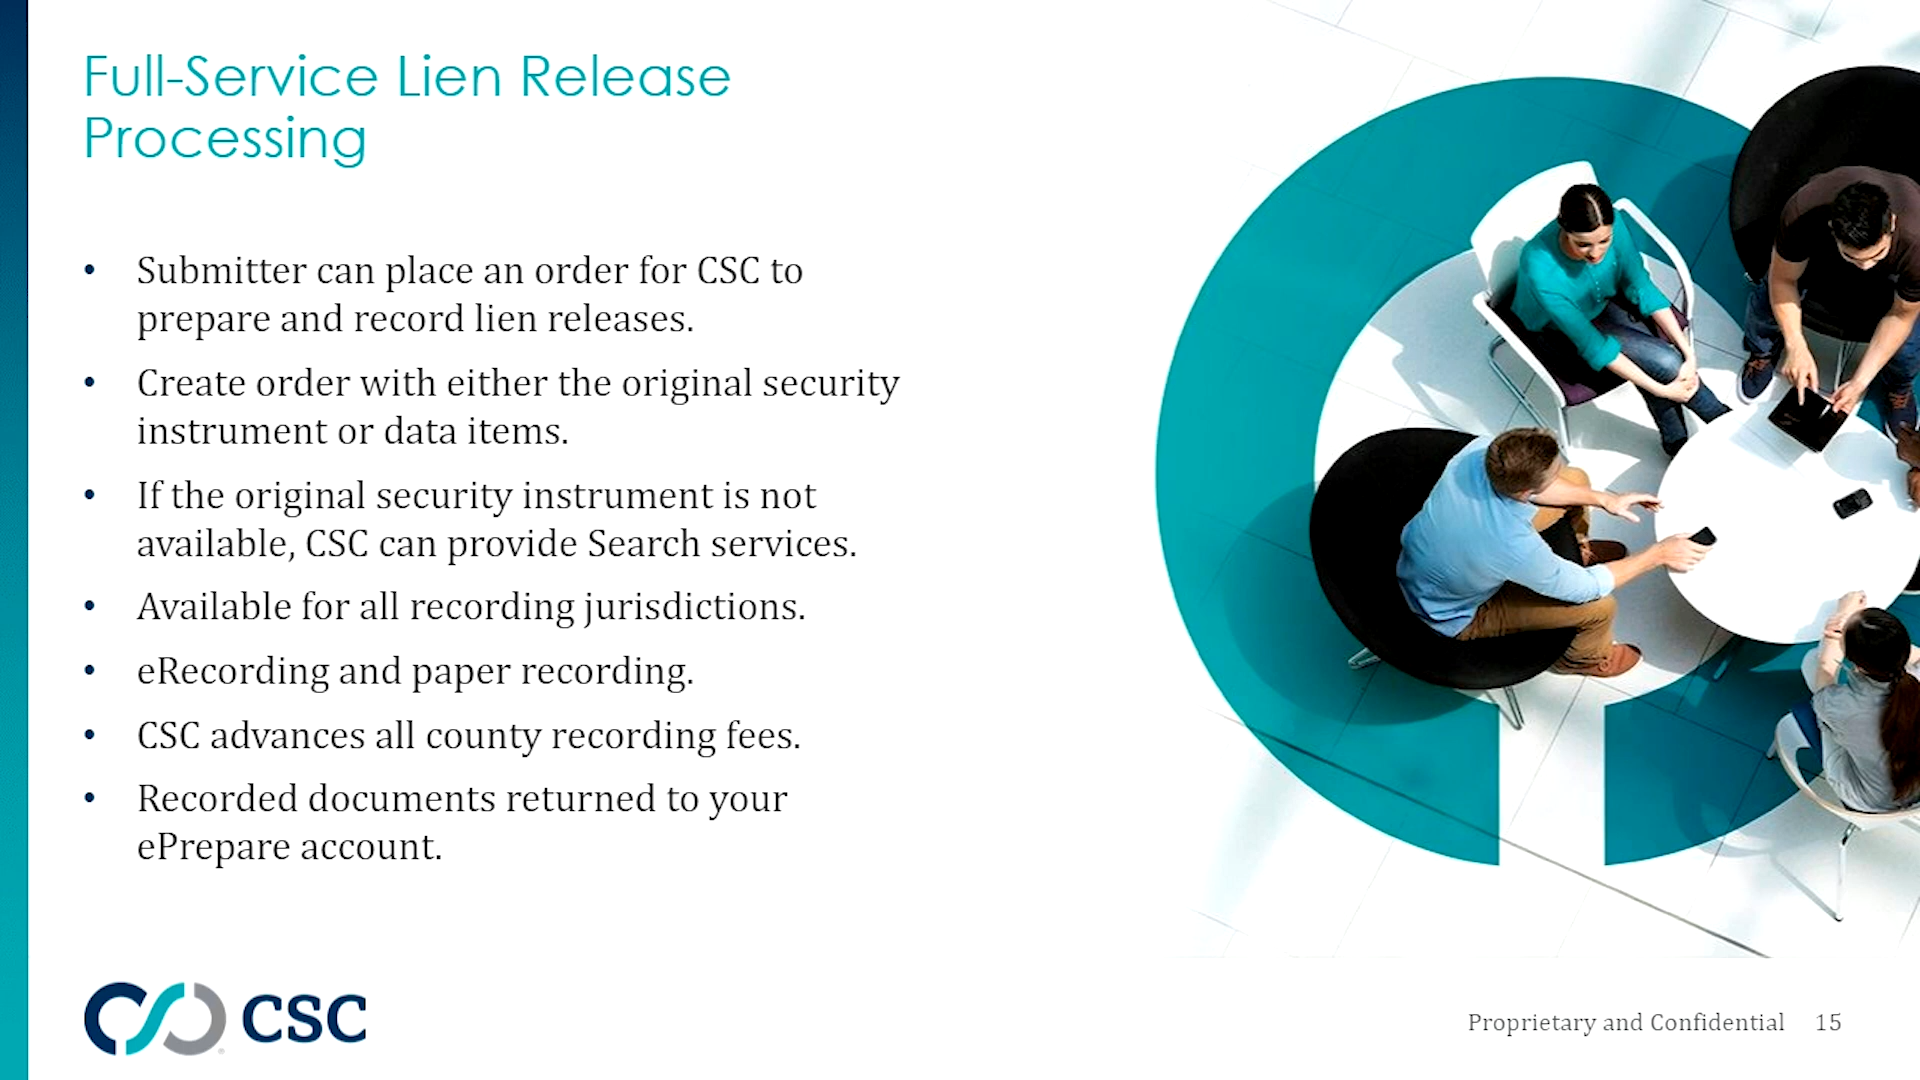 Full-Service Lien Release
Processing
• Submitter can place an order for CSC to
prepare and record lien releases.
• Create order with either the original security
instrument or data items.
• If the original security instrument is not
available, CSC can provide Search services.
• Available for all recording jurisdictions.
• eRecording and paper recording.
• CSC advances all county recording fees.
• Recorded documents returned to your
ePrepare account.
CSC
Proprietary and Confidential 15